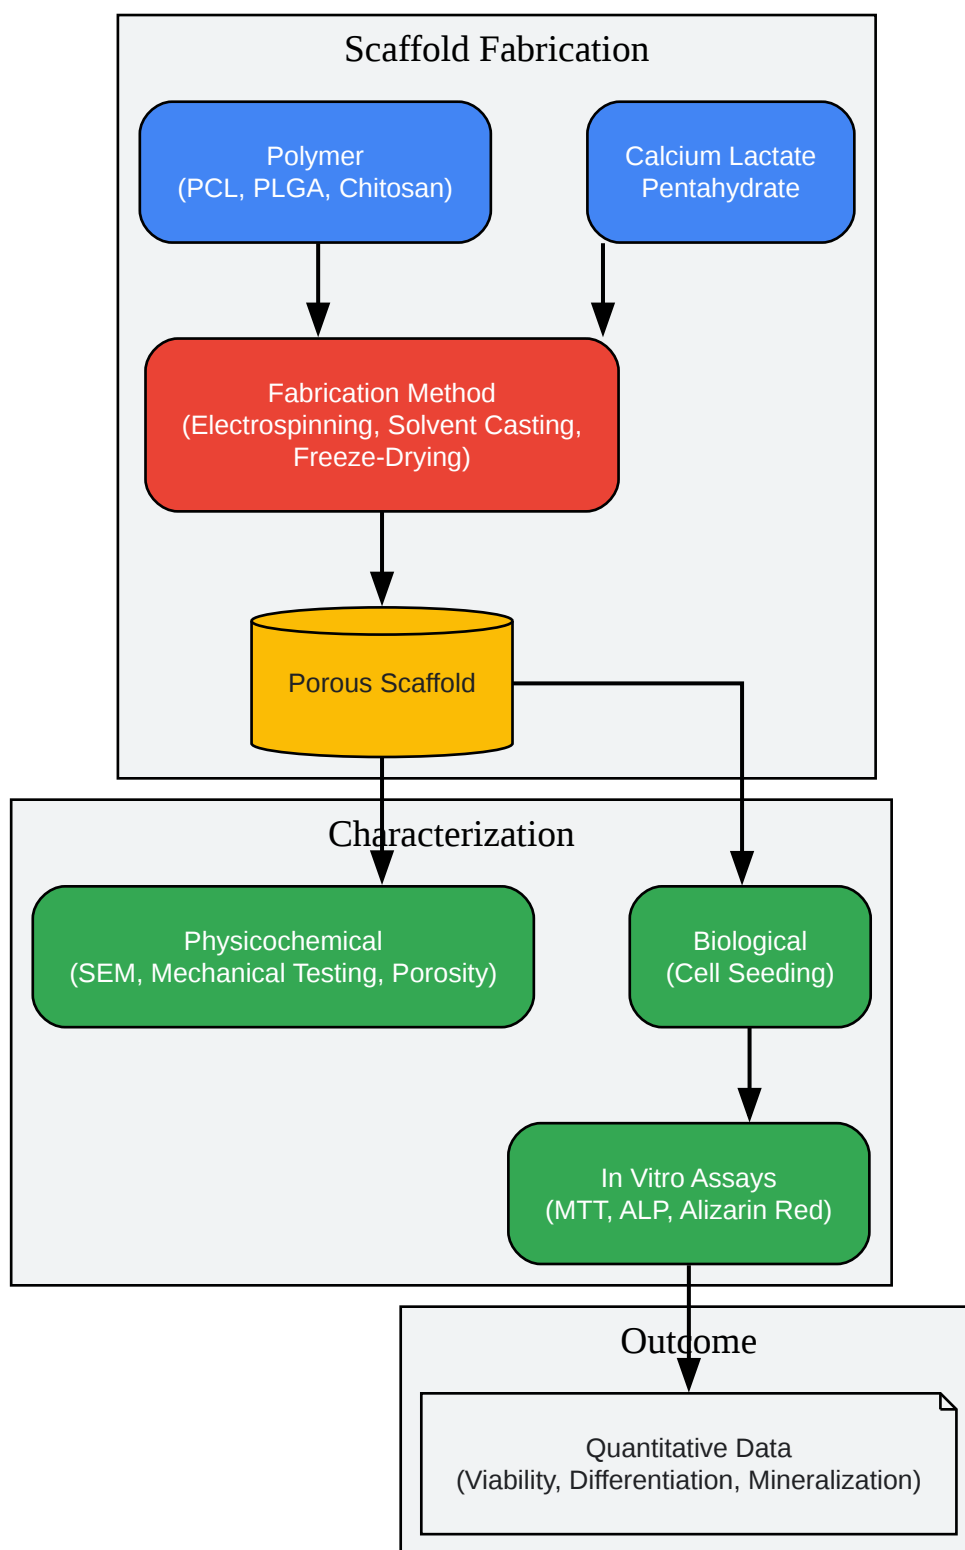 Scaffold Fabrication
Polymer
(PCL, PLGA, Chitosan)
Calcium Lactate
Pentahydrate
Fabrication Method
(Electrospinning, Solvent Casting,
Freeze-Drying)
Porous Scaffold
Characterization
Physicochemical
(SEM, Mechanical Testing, Porosity)
Biological
(Cell Seeding)
In Vitro Assays
(MTT, ALP, Alizarin Red)
Outcome
Quantitative Data
(Viability, Differentiation, Mineralization)